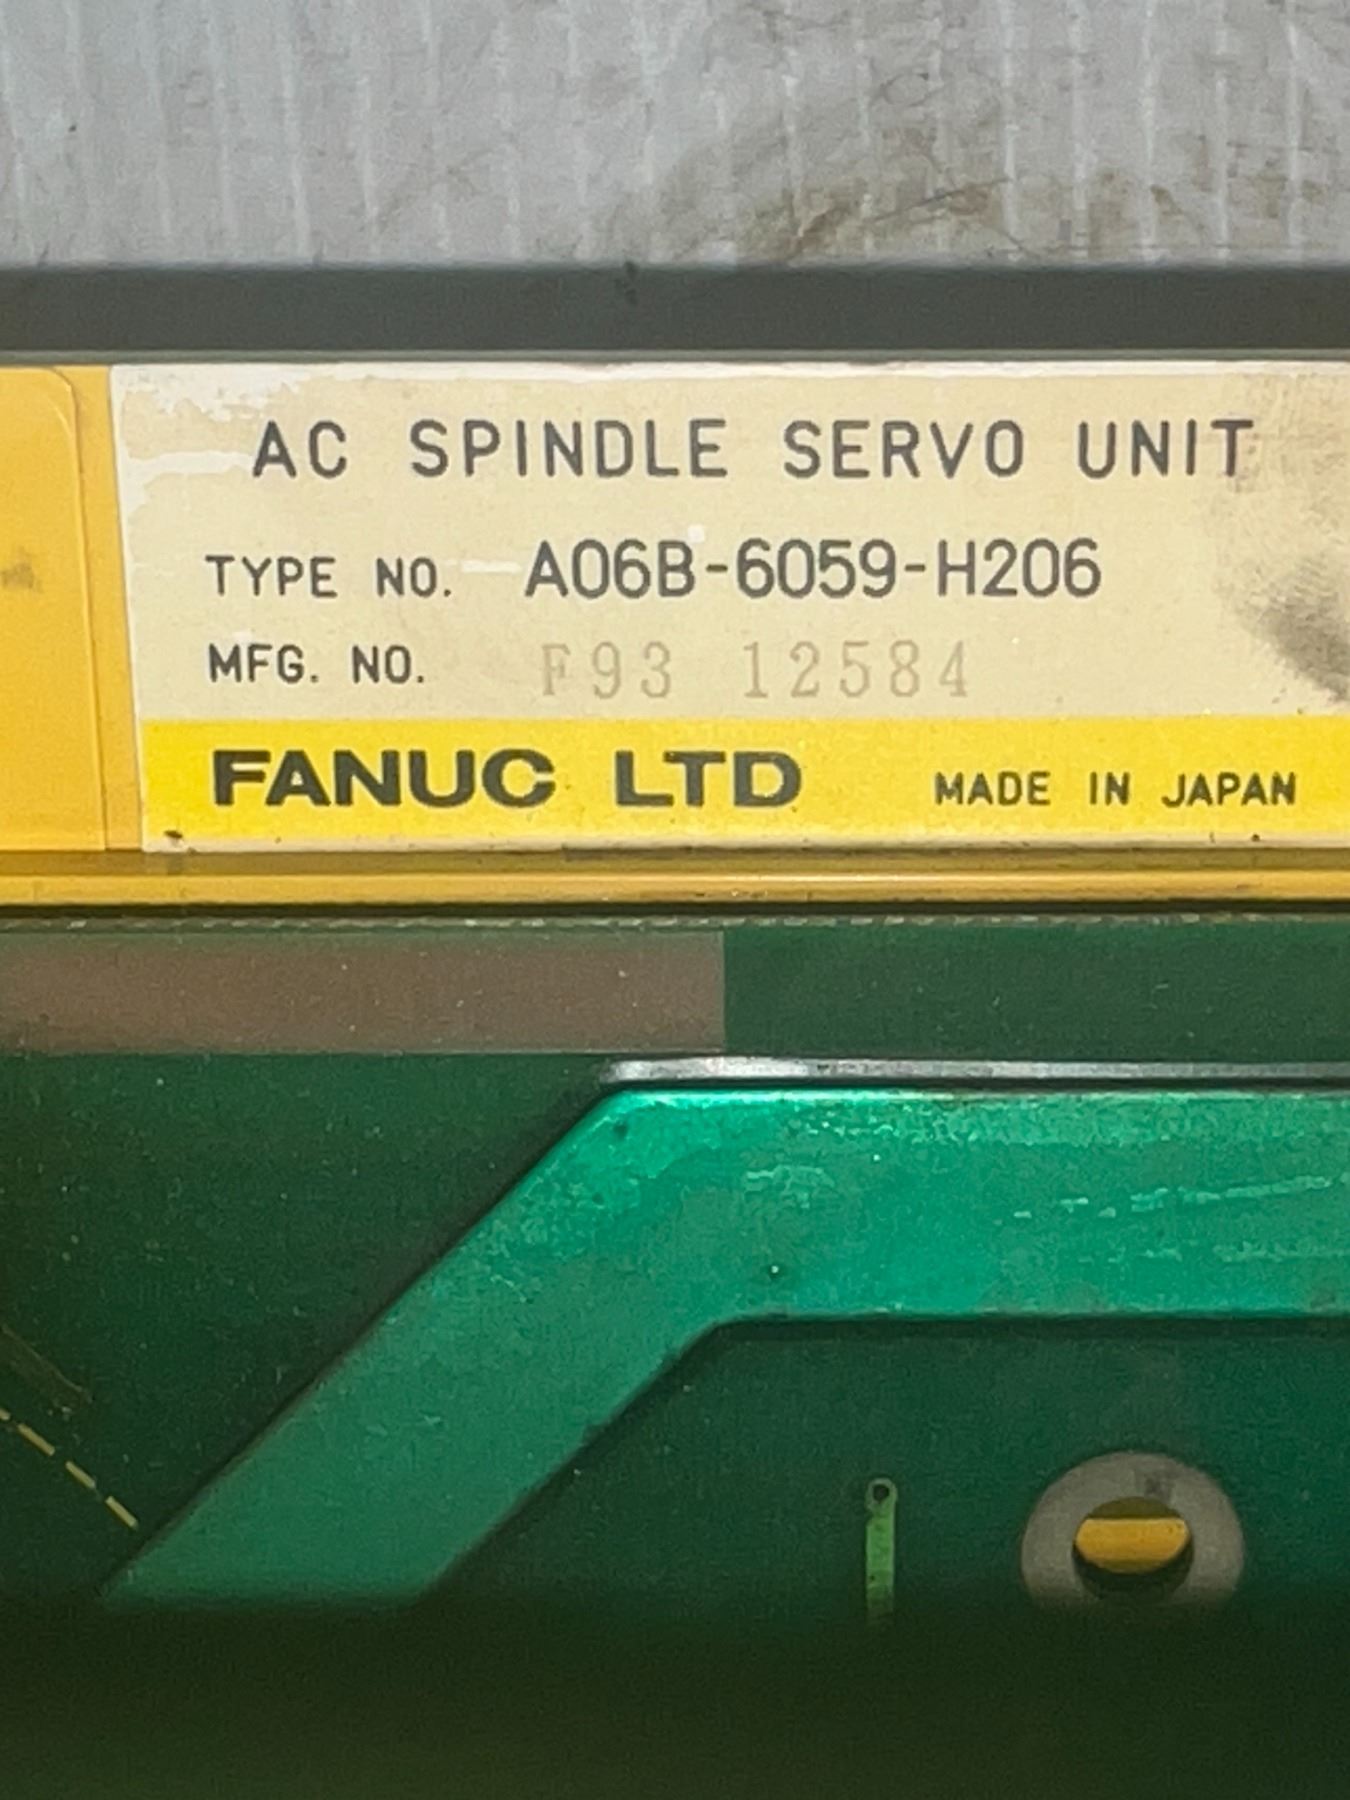 AC SPINDLE SERVO UNIT
TYPE NO. A06B-6059-H206
MFG. NO. F93 12584
FANUC LTD MADE IN JAPAN